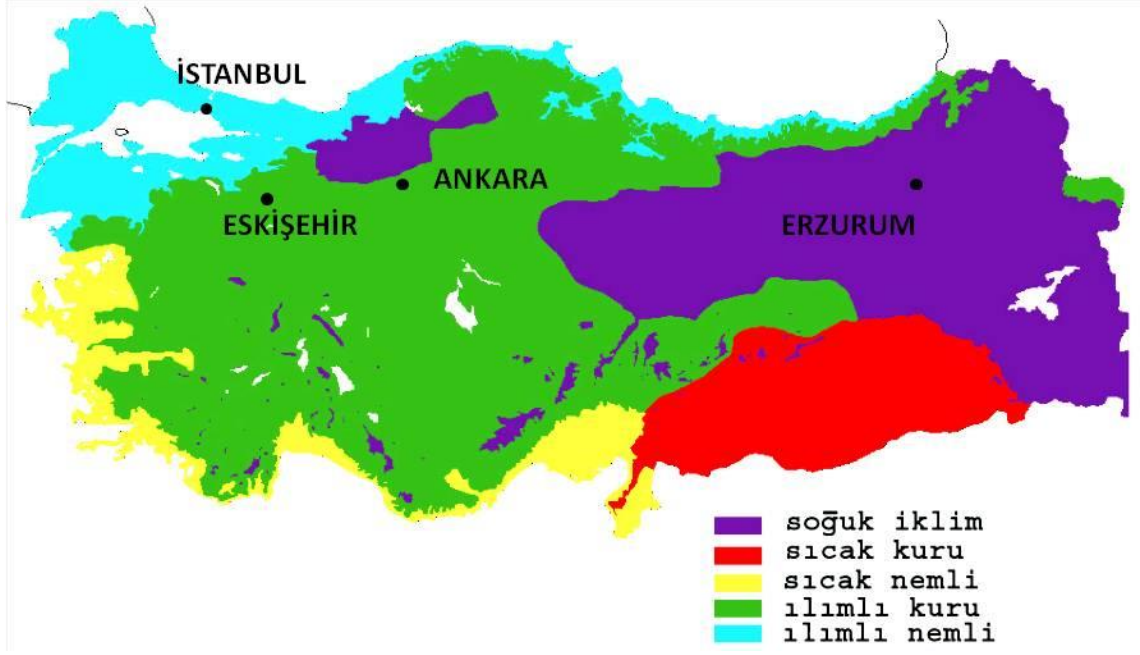 İSTANBUL
ANKARA
ESKİŞEHİR
ERZURUM
soğuk iklim
sıcak kuru
sıcak nemli
ılımlı kuru
ılımlı nemli